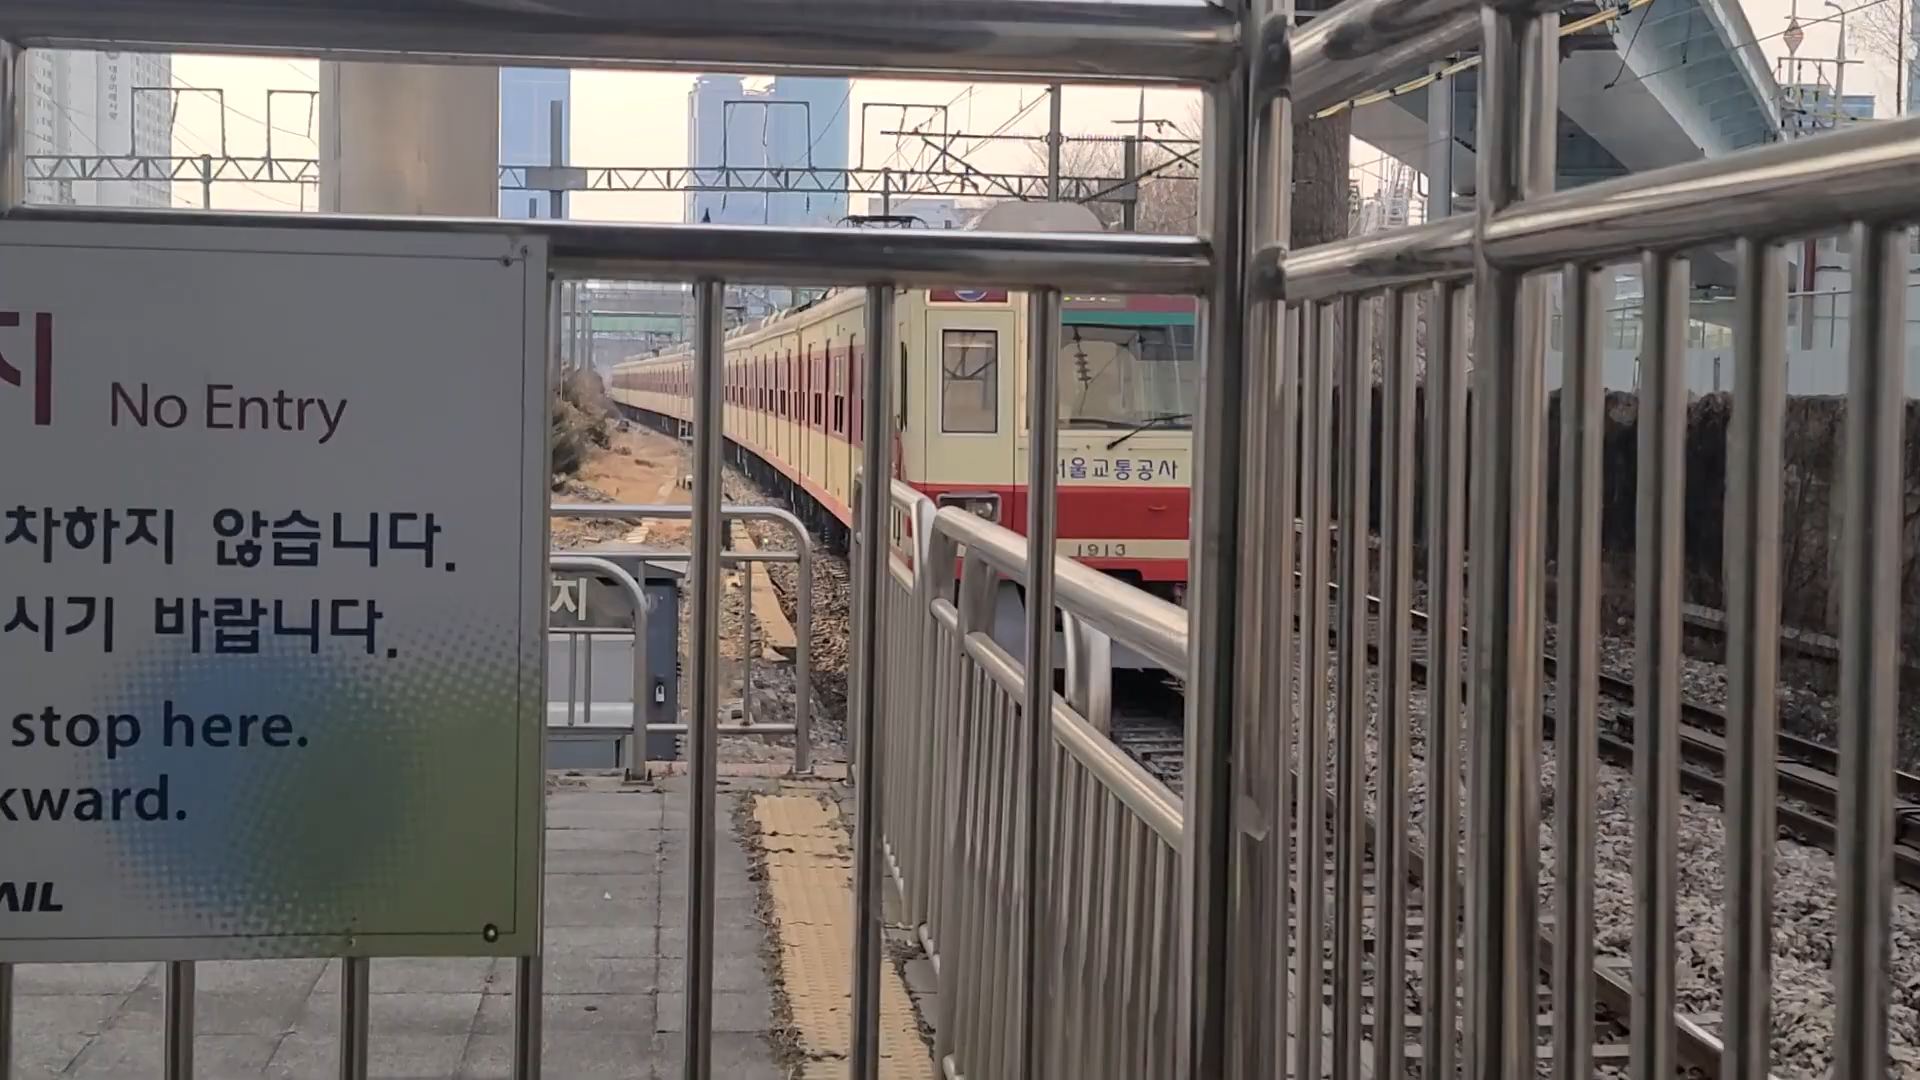 지 No Entry
차하지 않습니다.
시기 바랍니다.
stop here.
kward.
AIL
지
서울교통공사
1913